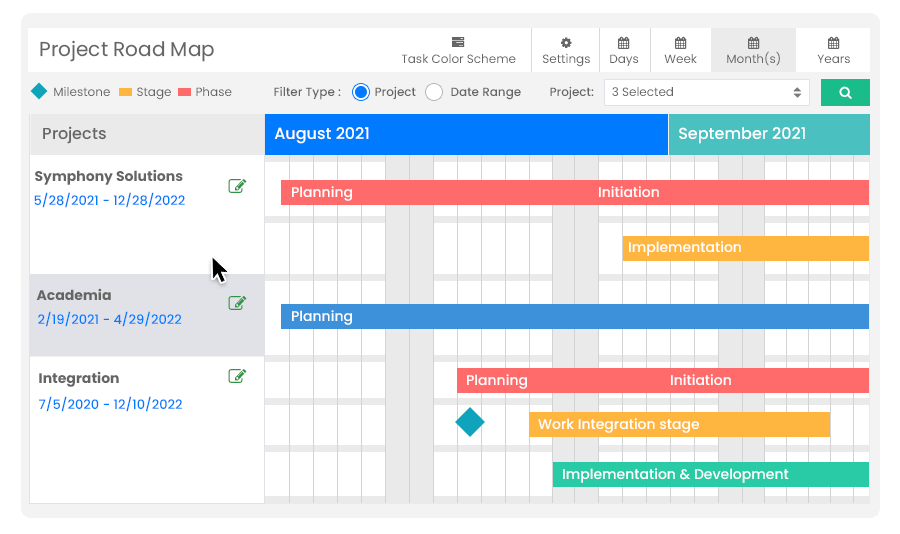 Project Road Map
Task Color Scheme
Settings
Days
Week
Month(s)
Years
Milestone
Stage
Phase
Filter Type :
Project
Date Range
Project:
3 Selected
Projects
August 2021
September 2021
Symphony Solutions
5/28/2021 - 12/28/2022
Planning
Initiation
Implementation
Academia
2/19/2021 - 4/29/2022
Planning
Integration
7/5/2020 - 12/10/2022
Planning
Initiation
Work Integration stage
Implementation & Development